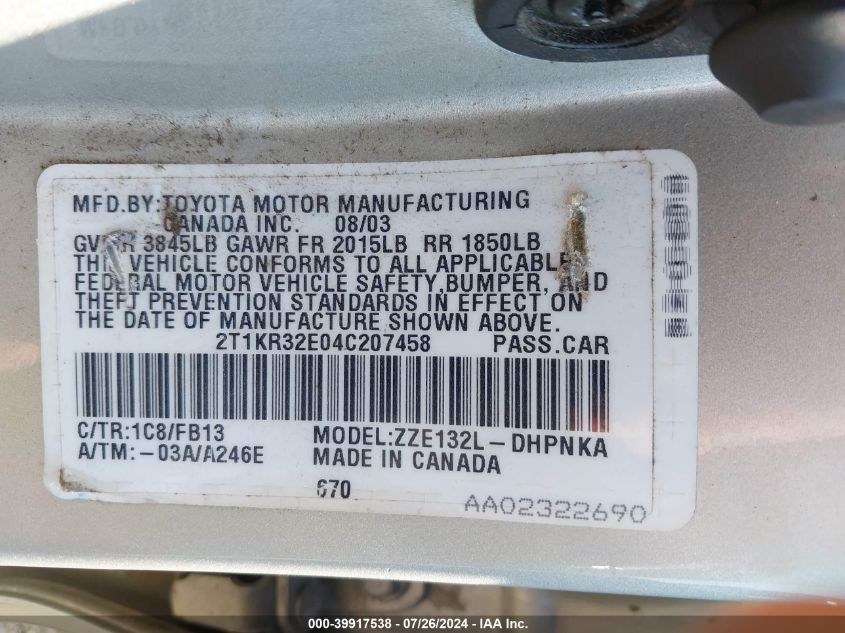 MFD.BY:TOYOTA MOTOR MANUFACTURING
CANADA INC. 08/03
GVWR 3845LB GAWR FR 2015LB RR 1850LB
THIS VEHICLE CONFORMS TO ALL APPLICABLE
FEDERAL MOTOR VEHICLE SAFETY,BUMPER, AND
THEFT PREVENTION STANDARDS IN EFFECT ON
THE DATE OF MANUFACTURE SHOWN ABOVE.
2T1KR32E04C207458 PASS.CAR
C/TR:1C8/FB13 MODEL:ZZE132L-DHPNKA
A/TM:-03A/A246E MADE IN CANADA
670
AA02322690
000-39917538 - 07/26/2024 - IAAI - Copart - Inc.